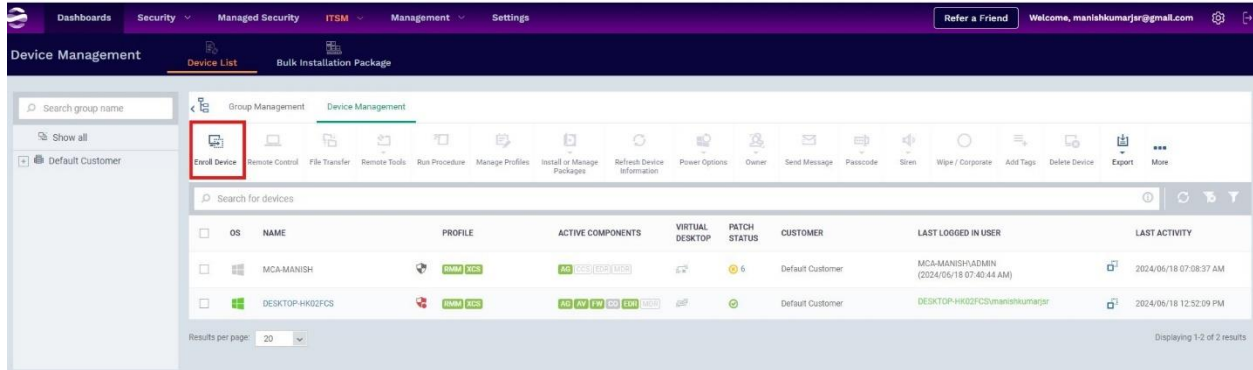 Dashboards Security Managed Security ITSM Management Settings Refer a Friend Welcome, manishkumarjsr@gmail.com
Device Management Device List Bulk Installation Package
Search group name
Show all
Default Customer
Group Management Device Management
Enroll Device Remote Control File Transfer Remote Tools Run Procedure Manage Profiles Install or Manage Packages Refresh Device Information Power Options Owner Send Message Passcode Siren Wipe / Corporate Add Tags Delete Device Export More
Search for devices
OS NAME PROFILE ACTIVE COMPONENTS VIRTUAL DESKTOP PATCH STATUS CUSTOMER LAST LOGGED IN USER LAST ACTIVITY
MCA-MANISH RMM XCS AG CCS EDR MDR 6 Default Customer MCA-MANISH\ADMIN (2024/06/18 07:40:44 AM) 2024/06/18 07:08:37 AM
DESKTOP-HK02FCS RMM XCS AG AV FW CO EDR MDR Default Customer DESKTOP-HK02FCS\manishkumarjsr 2024/06/18 12:52:09 PM
Results per page: 20 Displaying 1-2 of 2 results